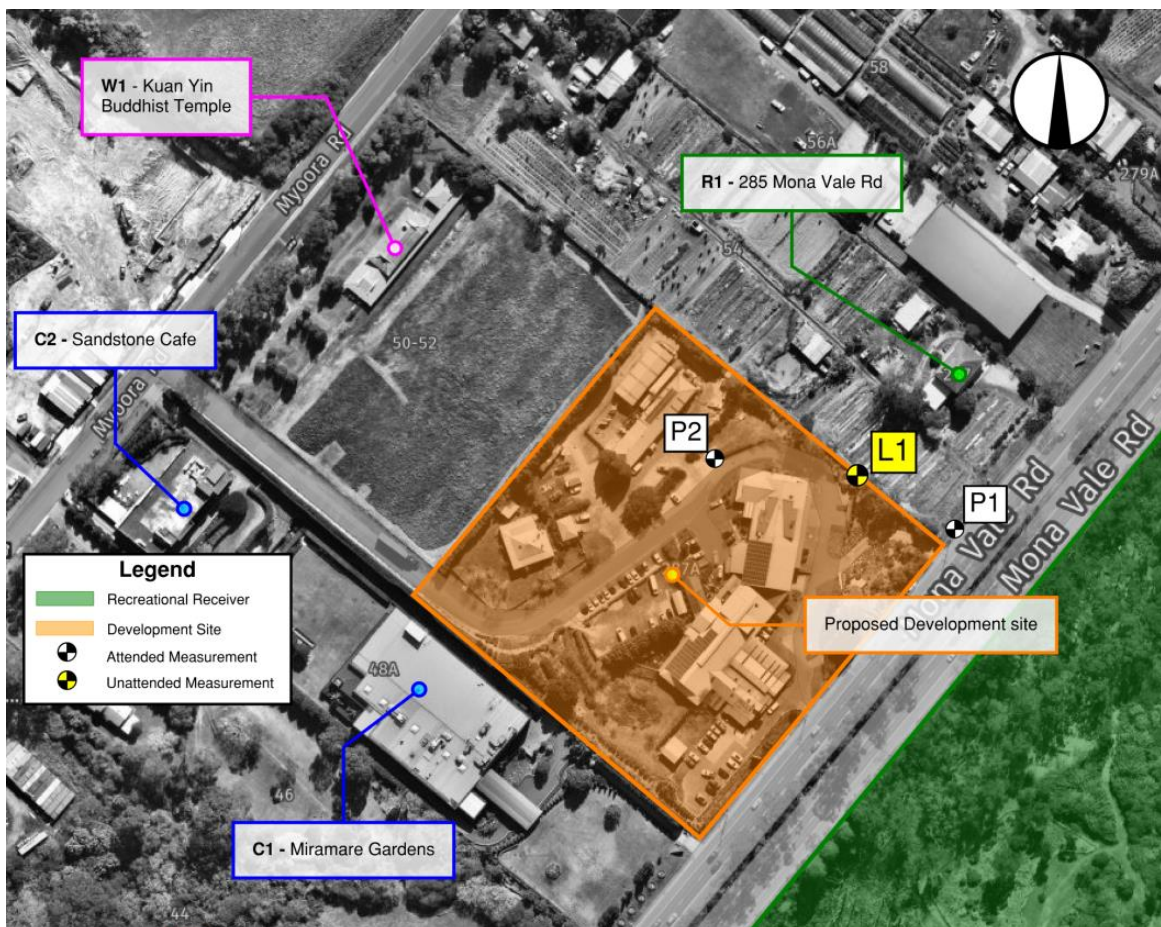 W1 - Kuan Yin
Buddhist Temple
58
56A
279A
Myoora Rd
R1 - 285 Mona Vale Rd
54
C2 - Sandstone Cafe
50-52
Myoora Rd
P2
L1
P1
Mona Vale Rd
Mona Vale Rd
Legend
Recreational Receiver
Development Site
Attended Measurement
Unattended Measurement
Proposed Development site
48A
46
C1 - Miramare Gardens
44